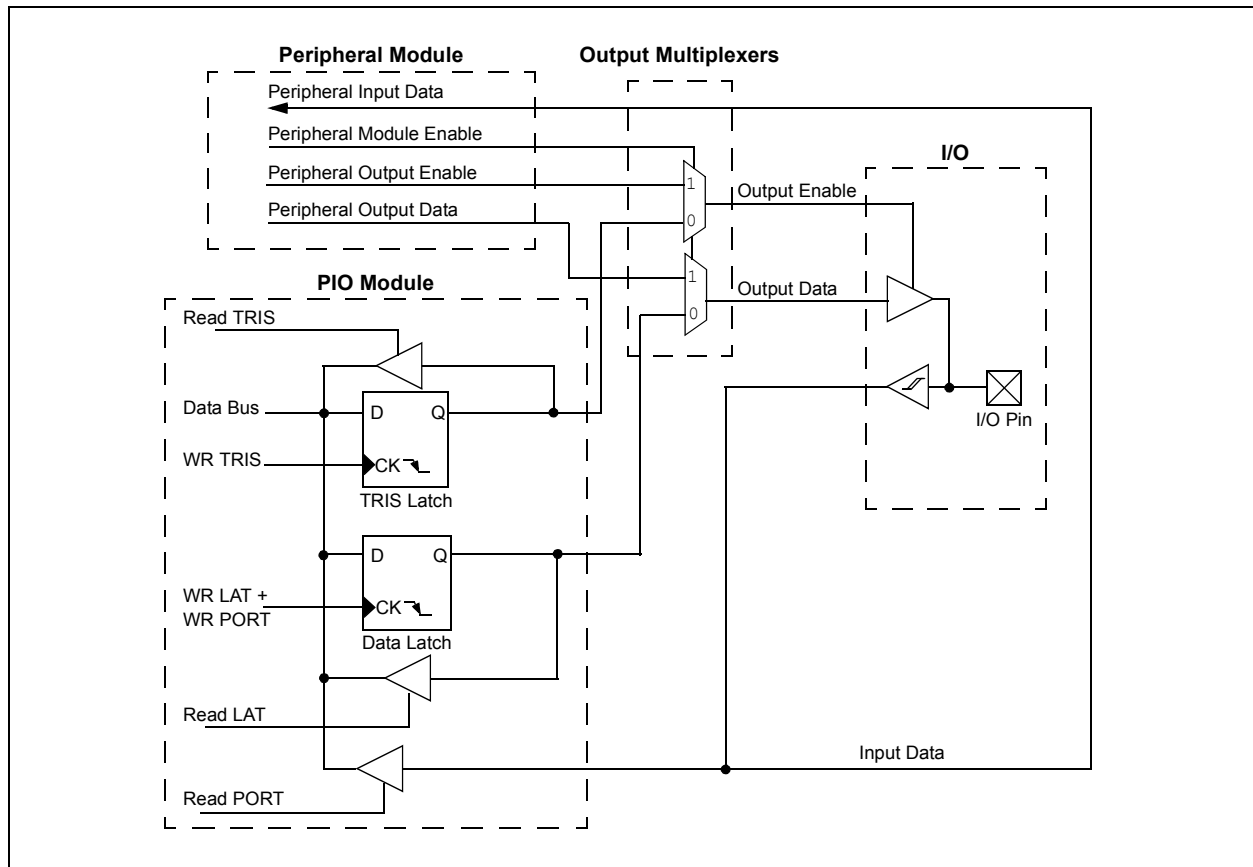 Peripheral Module
Output Multiplexers
Peripheral Input Data
Peripheral Module Enable
Peripheral Output Enable
Peripheral Output Data
1
0
1
0
Output Enable
Output Data
I/O
I/O Pin
PIO Module
Read TRIS
Data Bus
D
Q
WR TRIS
CK
TRIS Latch
D
Q
WR LAT +
WR PORT
CK
Data Latch
Read LAT
Read PORT
Input Data